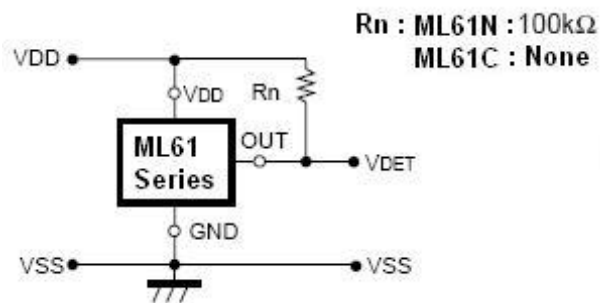 Rn : ML61N : 100kΩ
ML61C : None
VDD
VDD
Rn
ML61
Series
OUT
VDET
GND
VSS
VSS